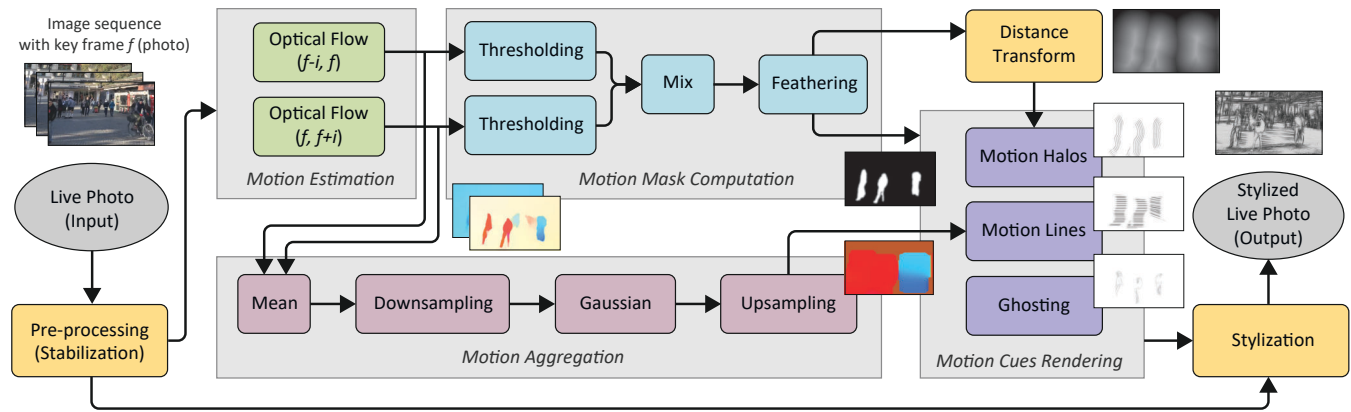 Image sequence
with key frame f (photo)
Live Photo
(Input)
Pre-processing
(Stabilization)
Optical Flow
(f-i, f)
Optical Flow
(f, f+i)
Motion Estimation
Thresholding
Thresholding
Mix
Feathering
Motion Mask Computation
Mean
Downsampling
Gaussian
Upsampling
Motion Aggregation
Distance
Transform
Motion Halos
Motion Lines
Ghosting
Motion Cues Rendering
Stylized
Live Photo
(Output)
Stylization